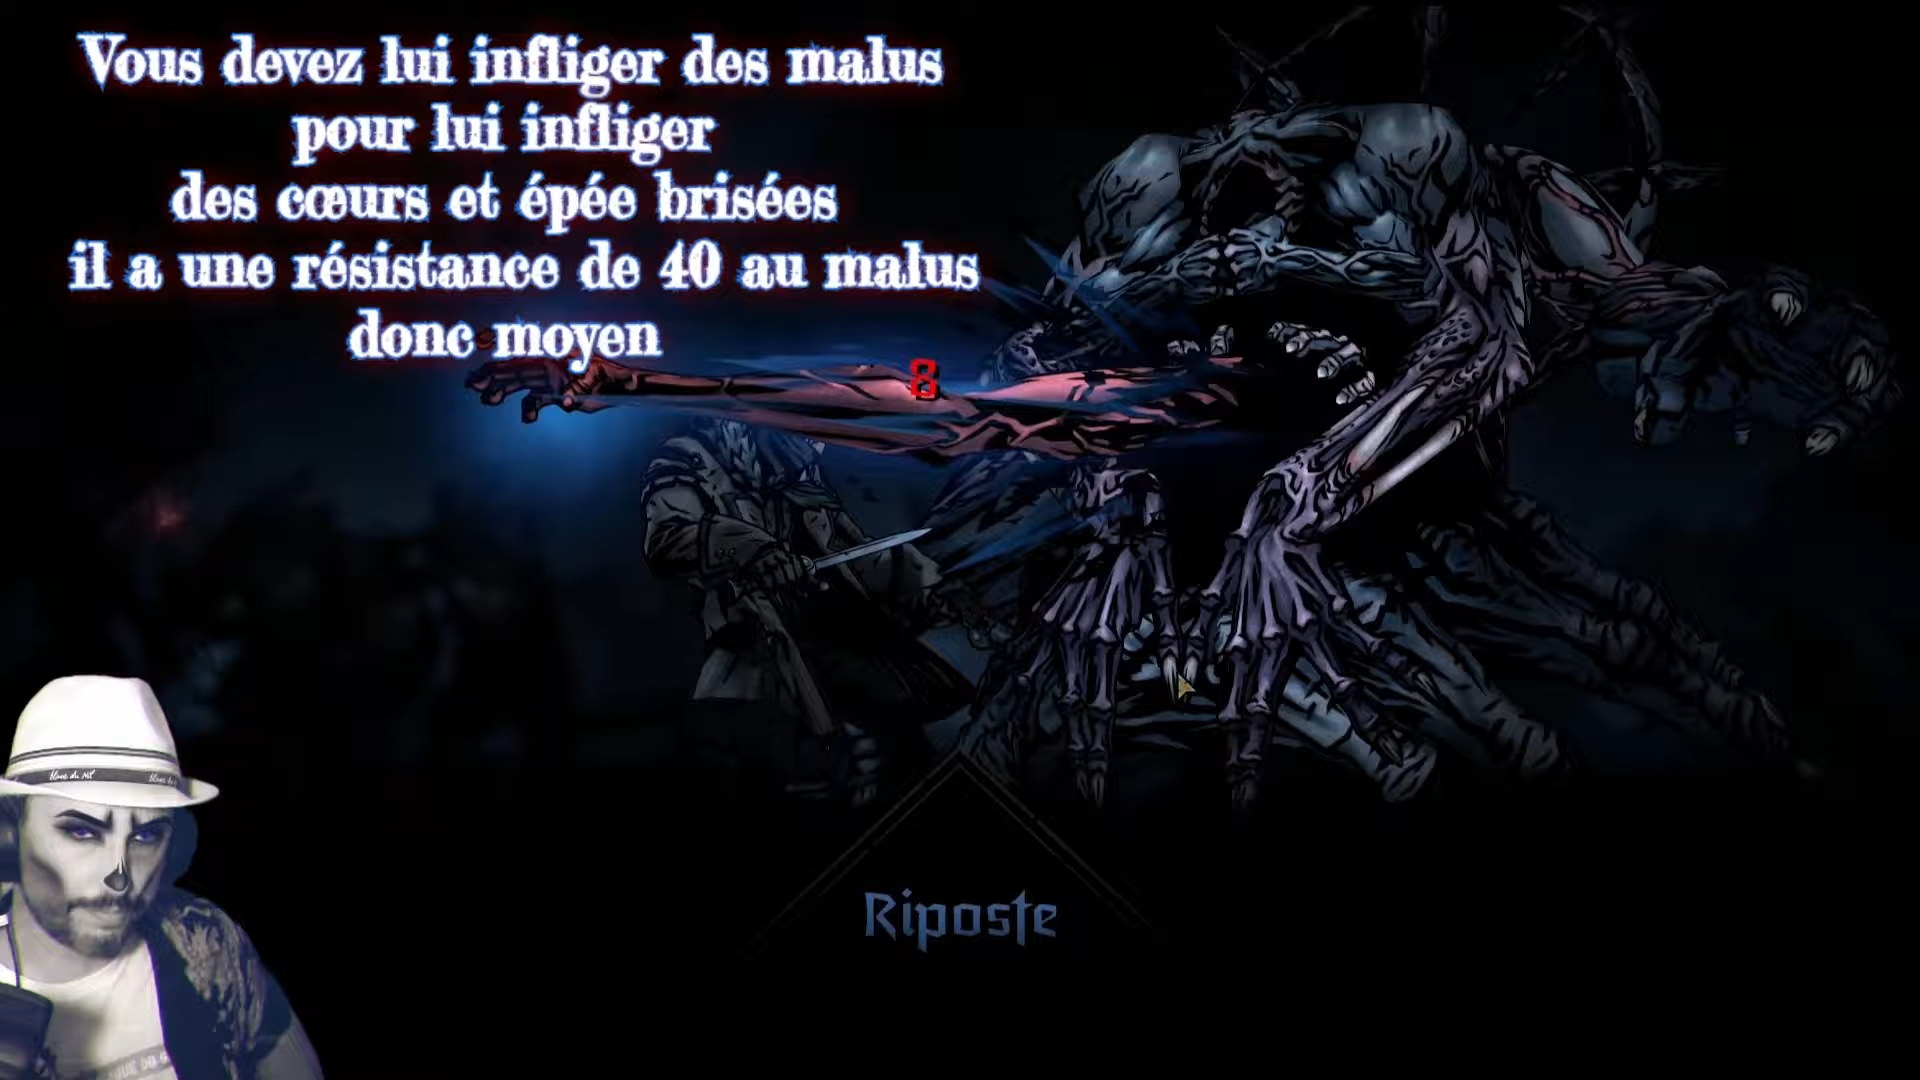 Vous devez lui infliger des malus
pour lui infliger
des cœurs et épée brisées
il a une résistance de 40 au malus
donc moyen
8
Riposte